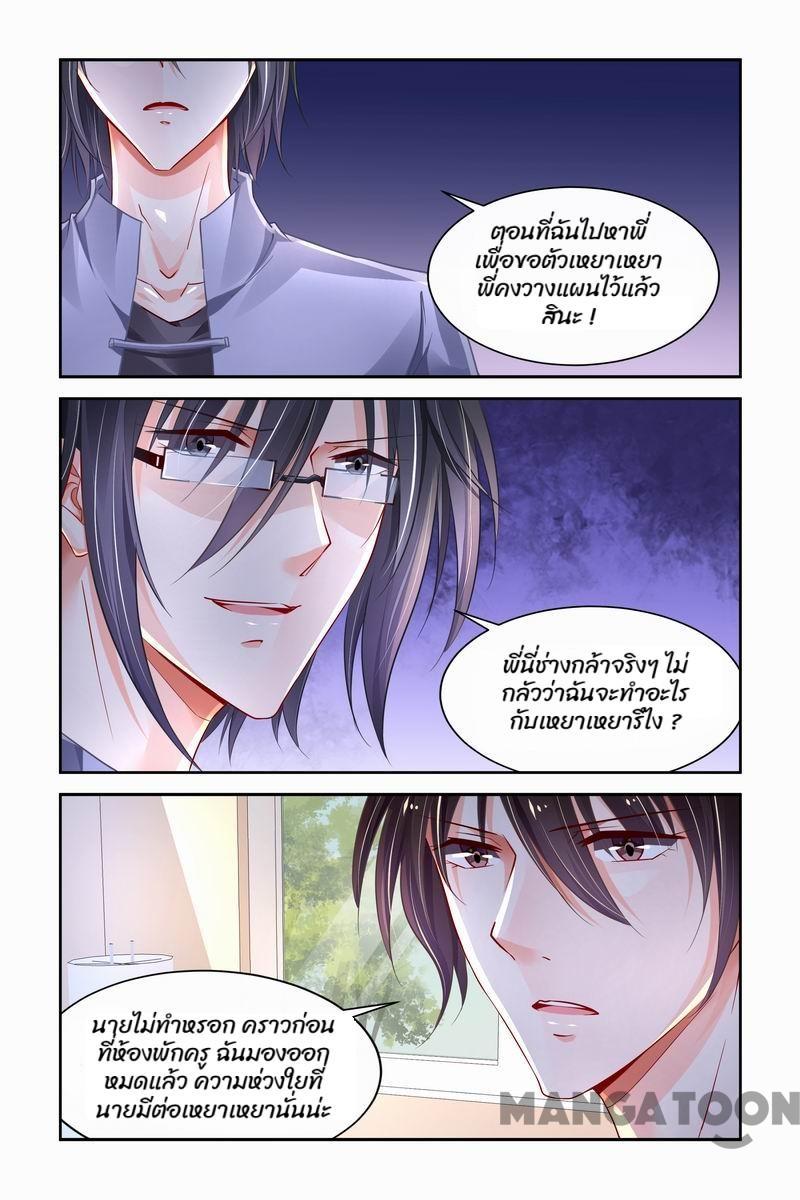 ตอนที่ฉันไปหาพี่
เพื่อขอตัวเหยาเหยา
พี่คงวางแผนไว้แล้ว
สินะ !
พี่นี่ช่างกล้าจริงๆ ไม่
กลัวว่าฉันจะทำอะไร
กับเหยาเหยารึไง ?
นายไม่ทำหรอก คราวก่อน
ที่ห้องพักครู ฉันมองออก
หมดแล้ว ความห่วงใยที่
นายมีต่อเหยาเหยานั่นน่ะ
MANGATOON